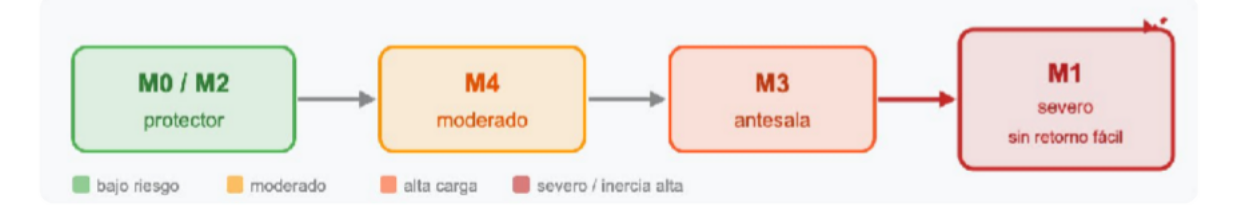 M0 / M2
protector
M4
moderado
M3
antesala
M1
severo
sin retorno fácil
bajo riesgo
moderado
alta carga
severo / inercia alta